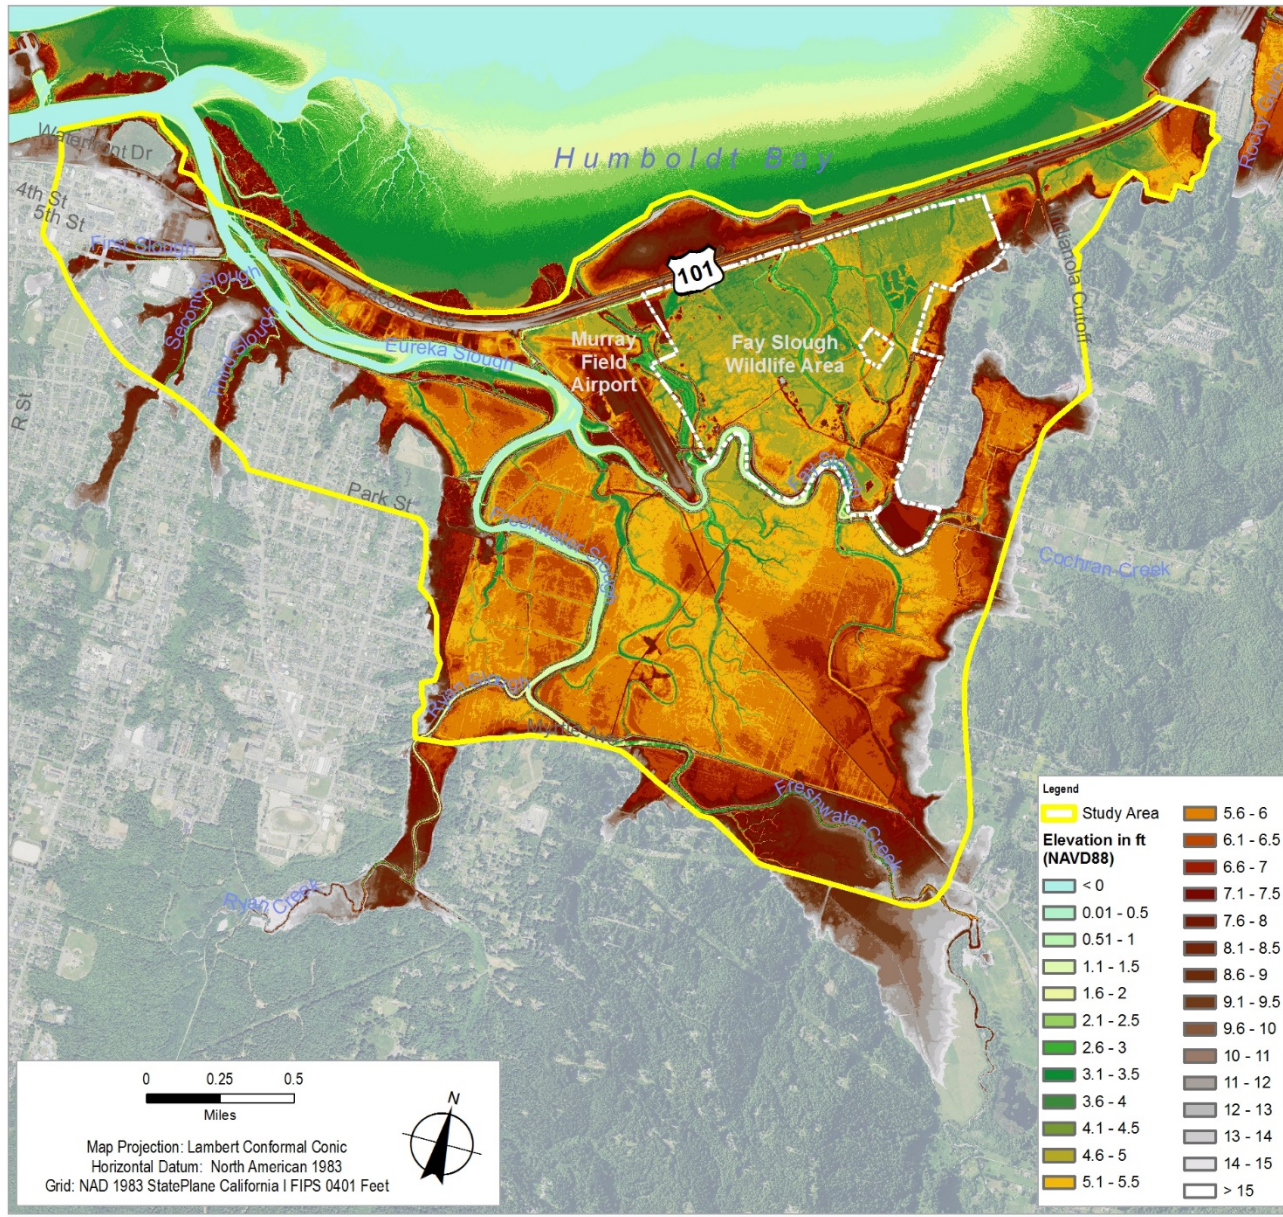 Humboldt Bay
Waterfront Dr
4th St
5th St
First Slough
Second Slough
Third Slough
Eureka Slough
101
Murray
Field
Airport
Fay Slough
Wildlife Area
Fay Slough
Indianola Cutoff
Rocky Gulch
R St
Park St
Freshwater Slough
Cochran Creek
Ryan Slough
Freshwater Creek
Ryan Creek
0 0.25 0.5
Miles
N
Map Projection: Lambert Conformal Conic
Horizontal Datum: North American 1983
Grid: NAD 1983 StatePlane California I FIPS 0401 Feet
Legend
Study Area
Elevation in ft
(NAVD88)
< 0
0.01 - 0.5
0.51 - 1
1.1 - 1.5
1.6 - 2
2.1 - 2.5
2.6 - 3
3.1 - 3.5
3.6 - 4
4.1 - 4.5
4.6 - 5
5.1 - 5.5
5.6 - 6
6.1 - 6.5
6.6 - 7
7.1 - 7.5
7.6 - 8
8.1 - 8.5
8.6 - 9
9.1 - 9.5
9.6 - 10
10 - 11
11 - 12
12 - 13
13 - 14
14 - 15
> 15